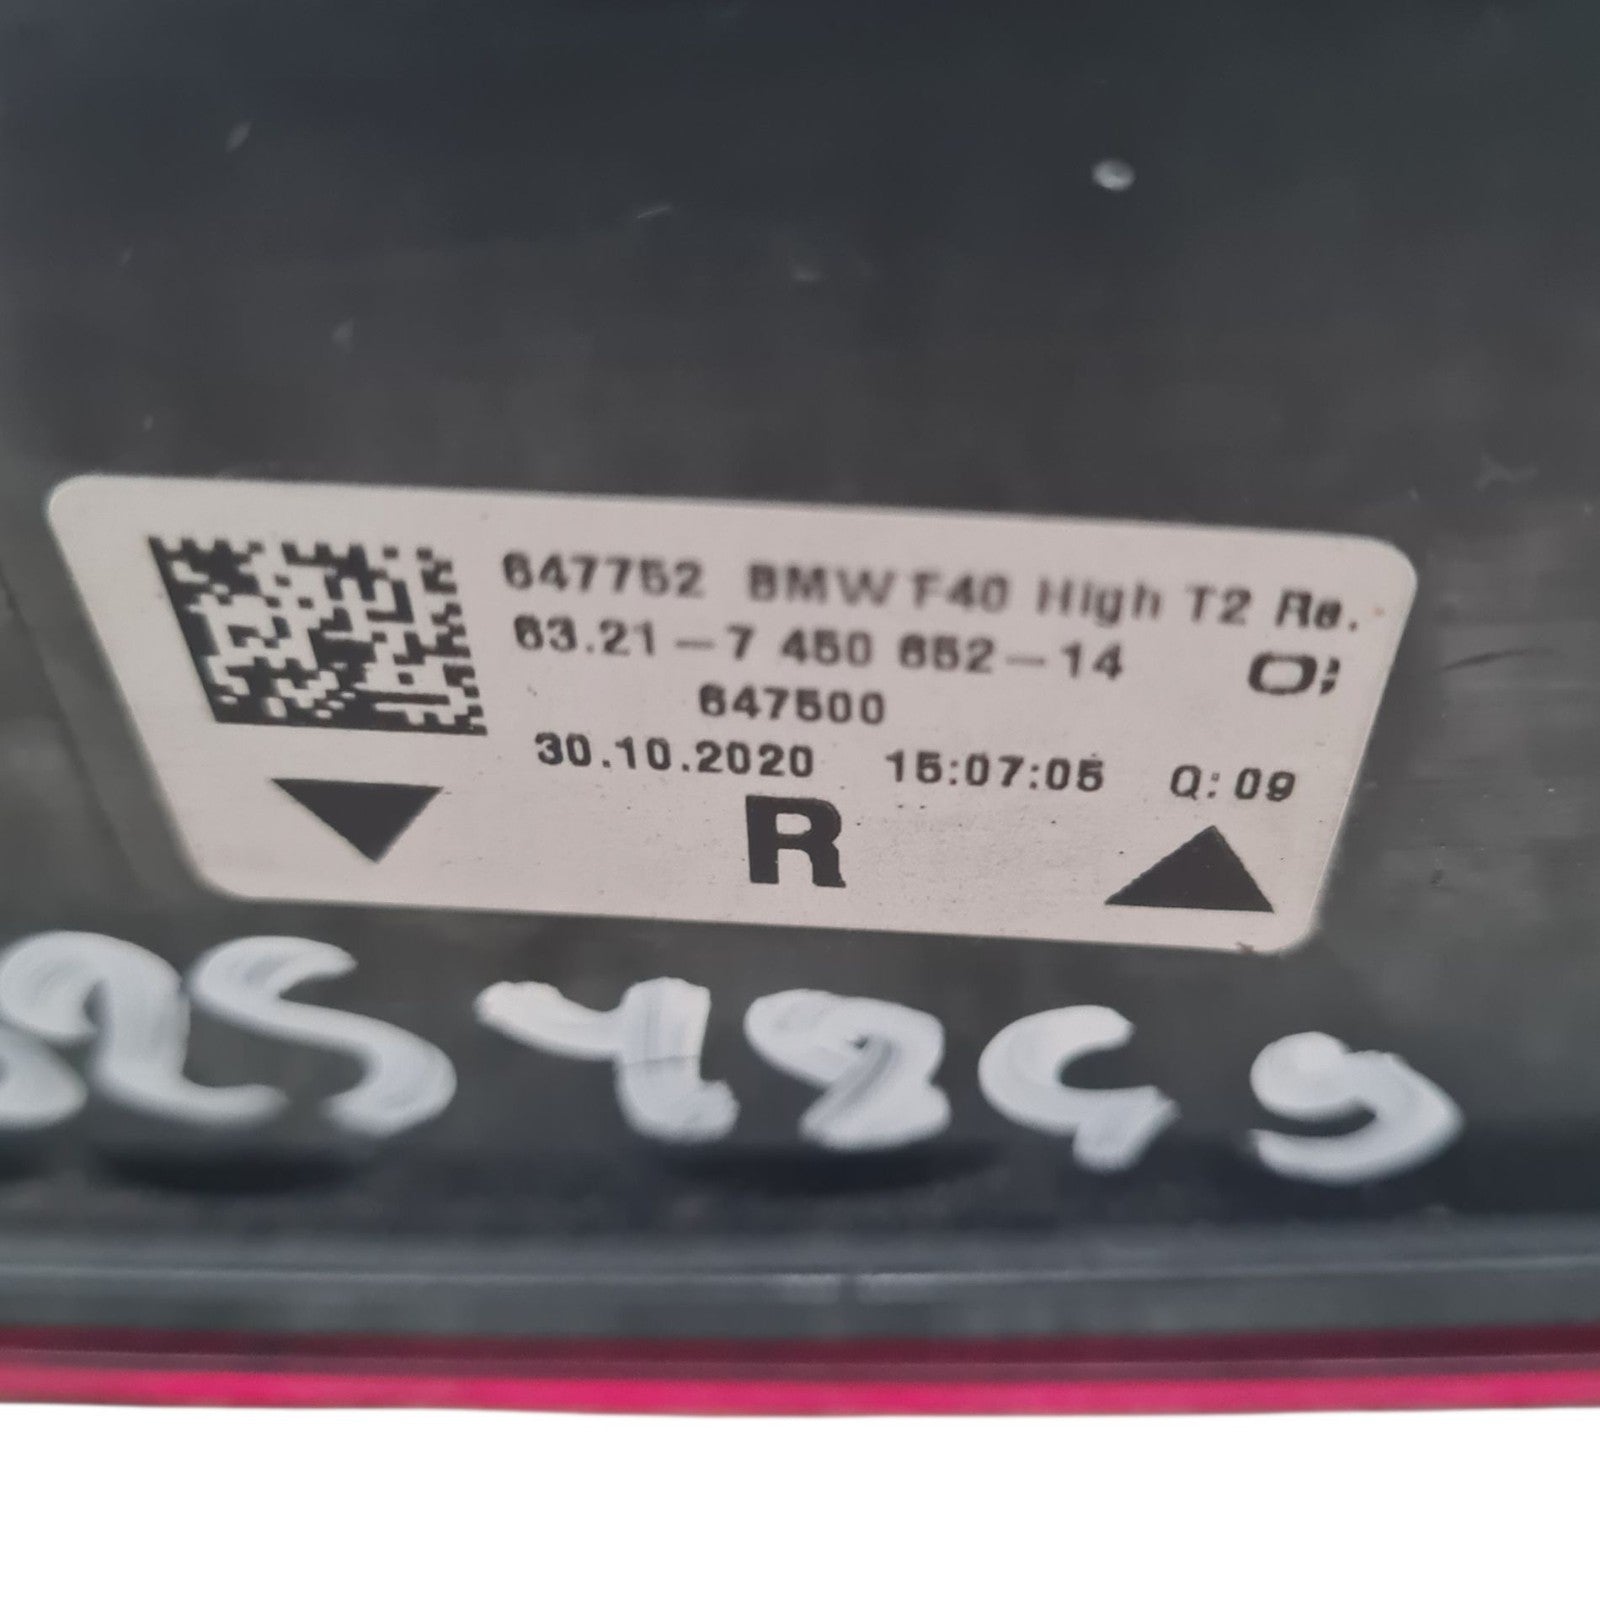 647752 BMW F40 High T2 Re.
63.21-7 450 652-14
647500
30.10.2020 15:07:05 Q: 09
R